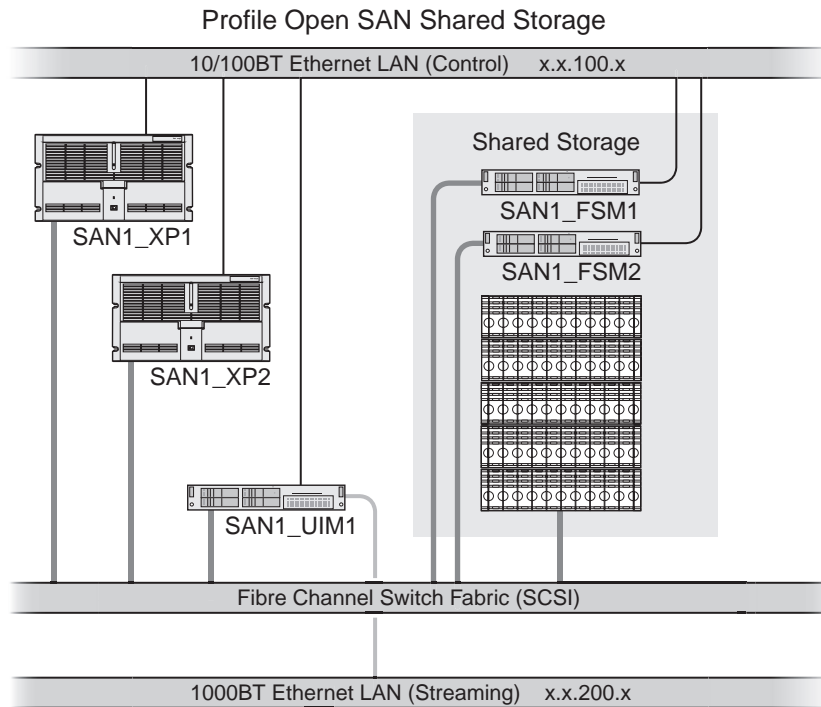 Profile Open SAN Shared Storage
10/100BT Ethernet LAN (Control) x.x.100.x
Shared Storage
SAN1_FSM1
SAN1_XP1
SAN1_FSM2
SAN1_XP2
SAN1_UIM1
Fibre Channel Switch Fabric (SCSI)
1000BT Ethernet LAN (Streaming) x.x.200.x